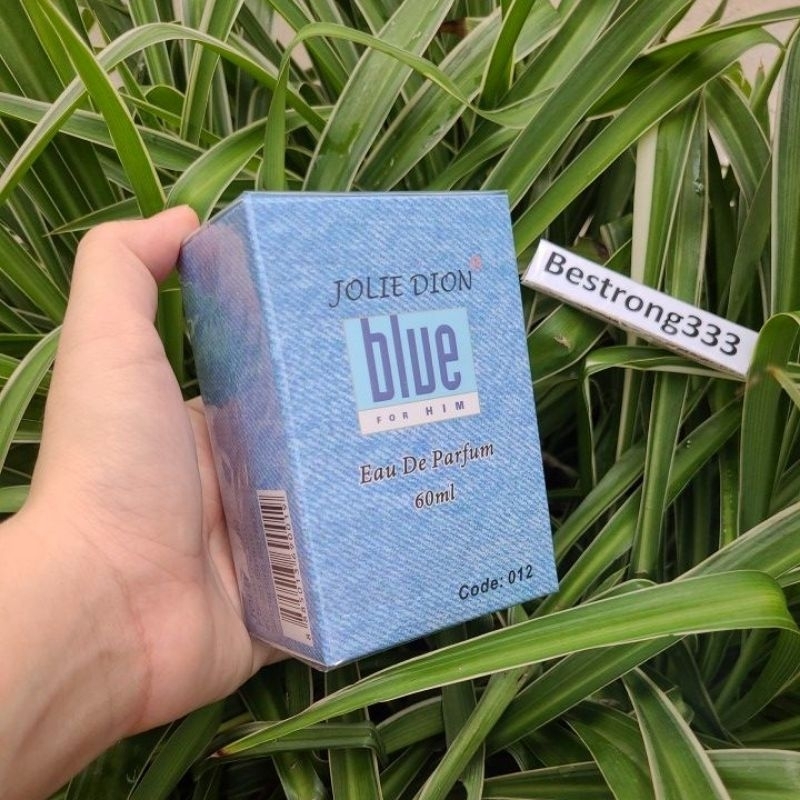 JOLIE DION®
blue
FOR HIM
Eau De Parfum
60ml
Code: 012
Bestrong333